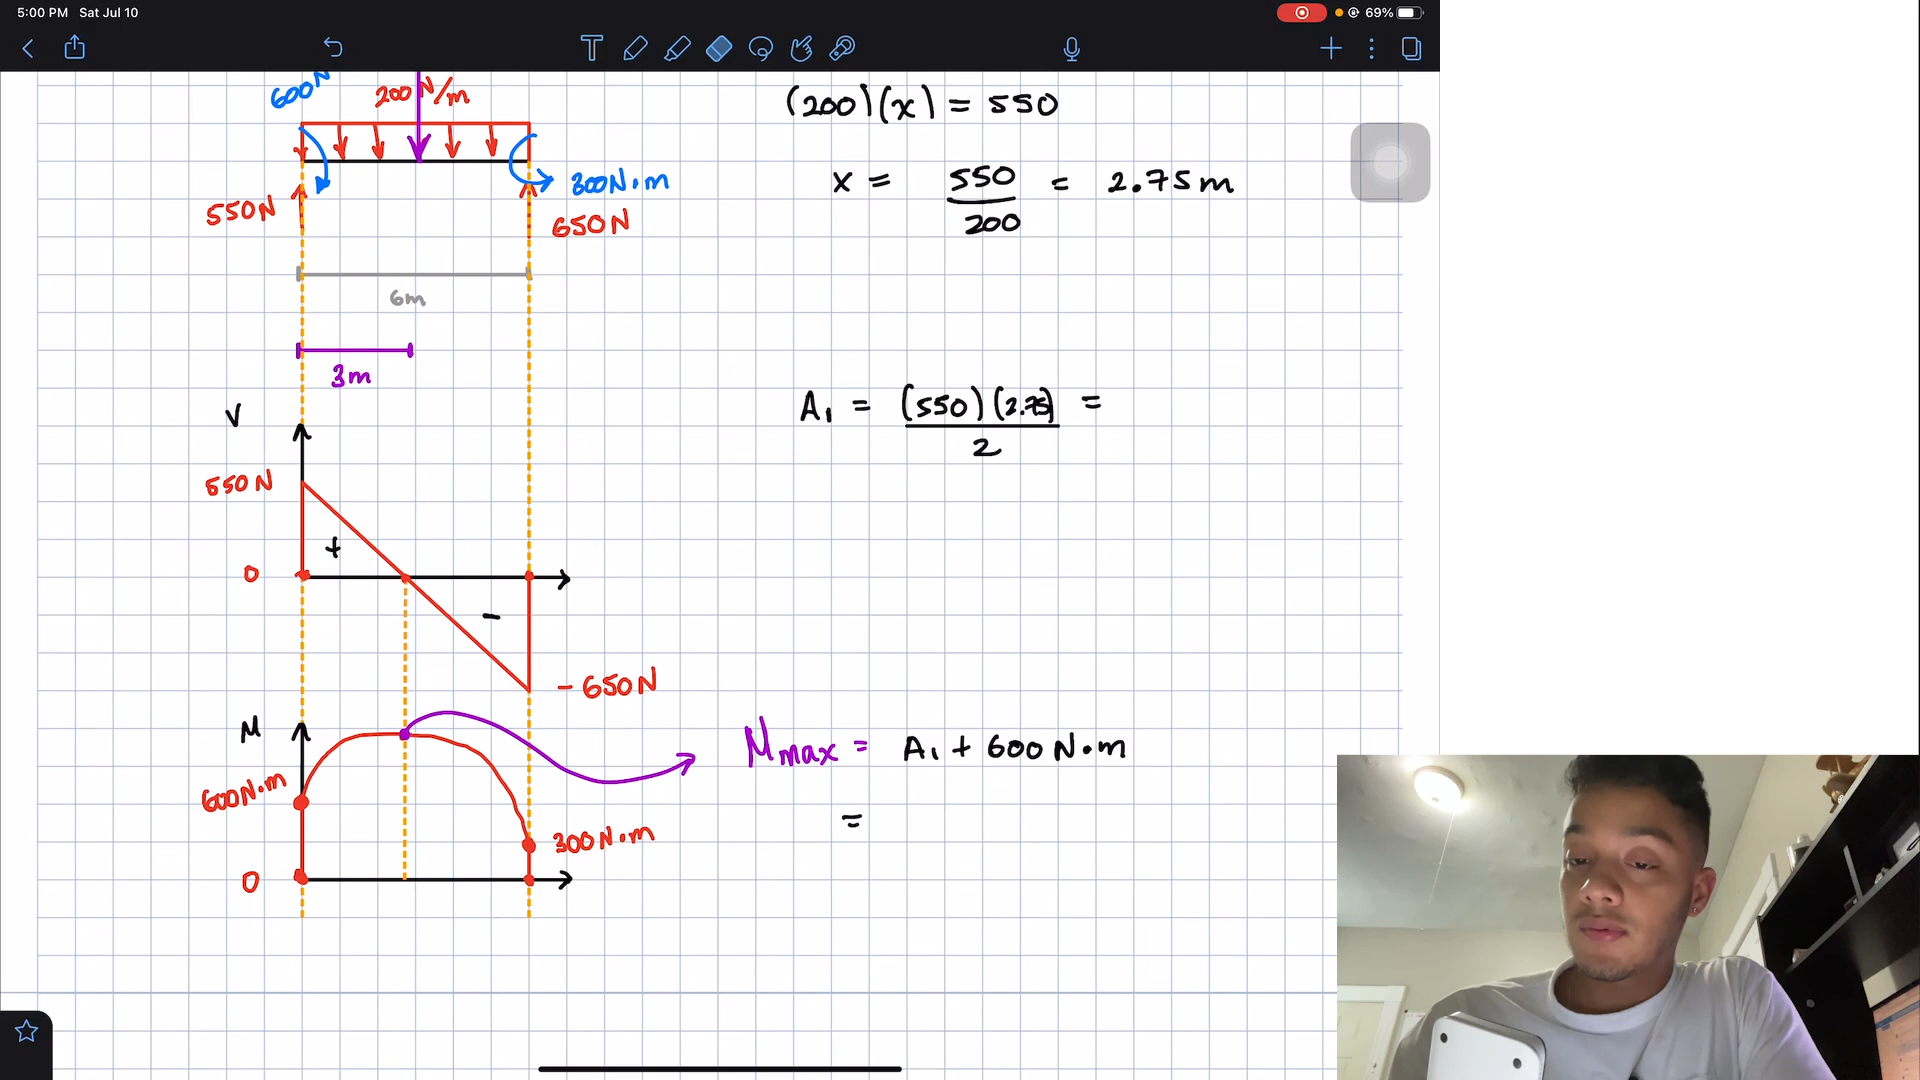 5:00 PM Sat Jul 10
69%
600N
200 N/m
300N·m
550N
650N
6m
3m
V
550N
+
0
-
-650N
M
600N·m
300N·m
0
(200)(x) = 550
x = 550/200 = 2.75m
A₁ = (550)(2.75)/2 =
Mmax = A₁ + 600 N·m
=